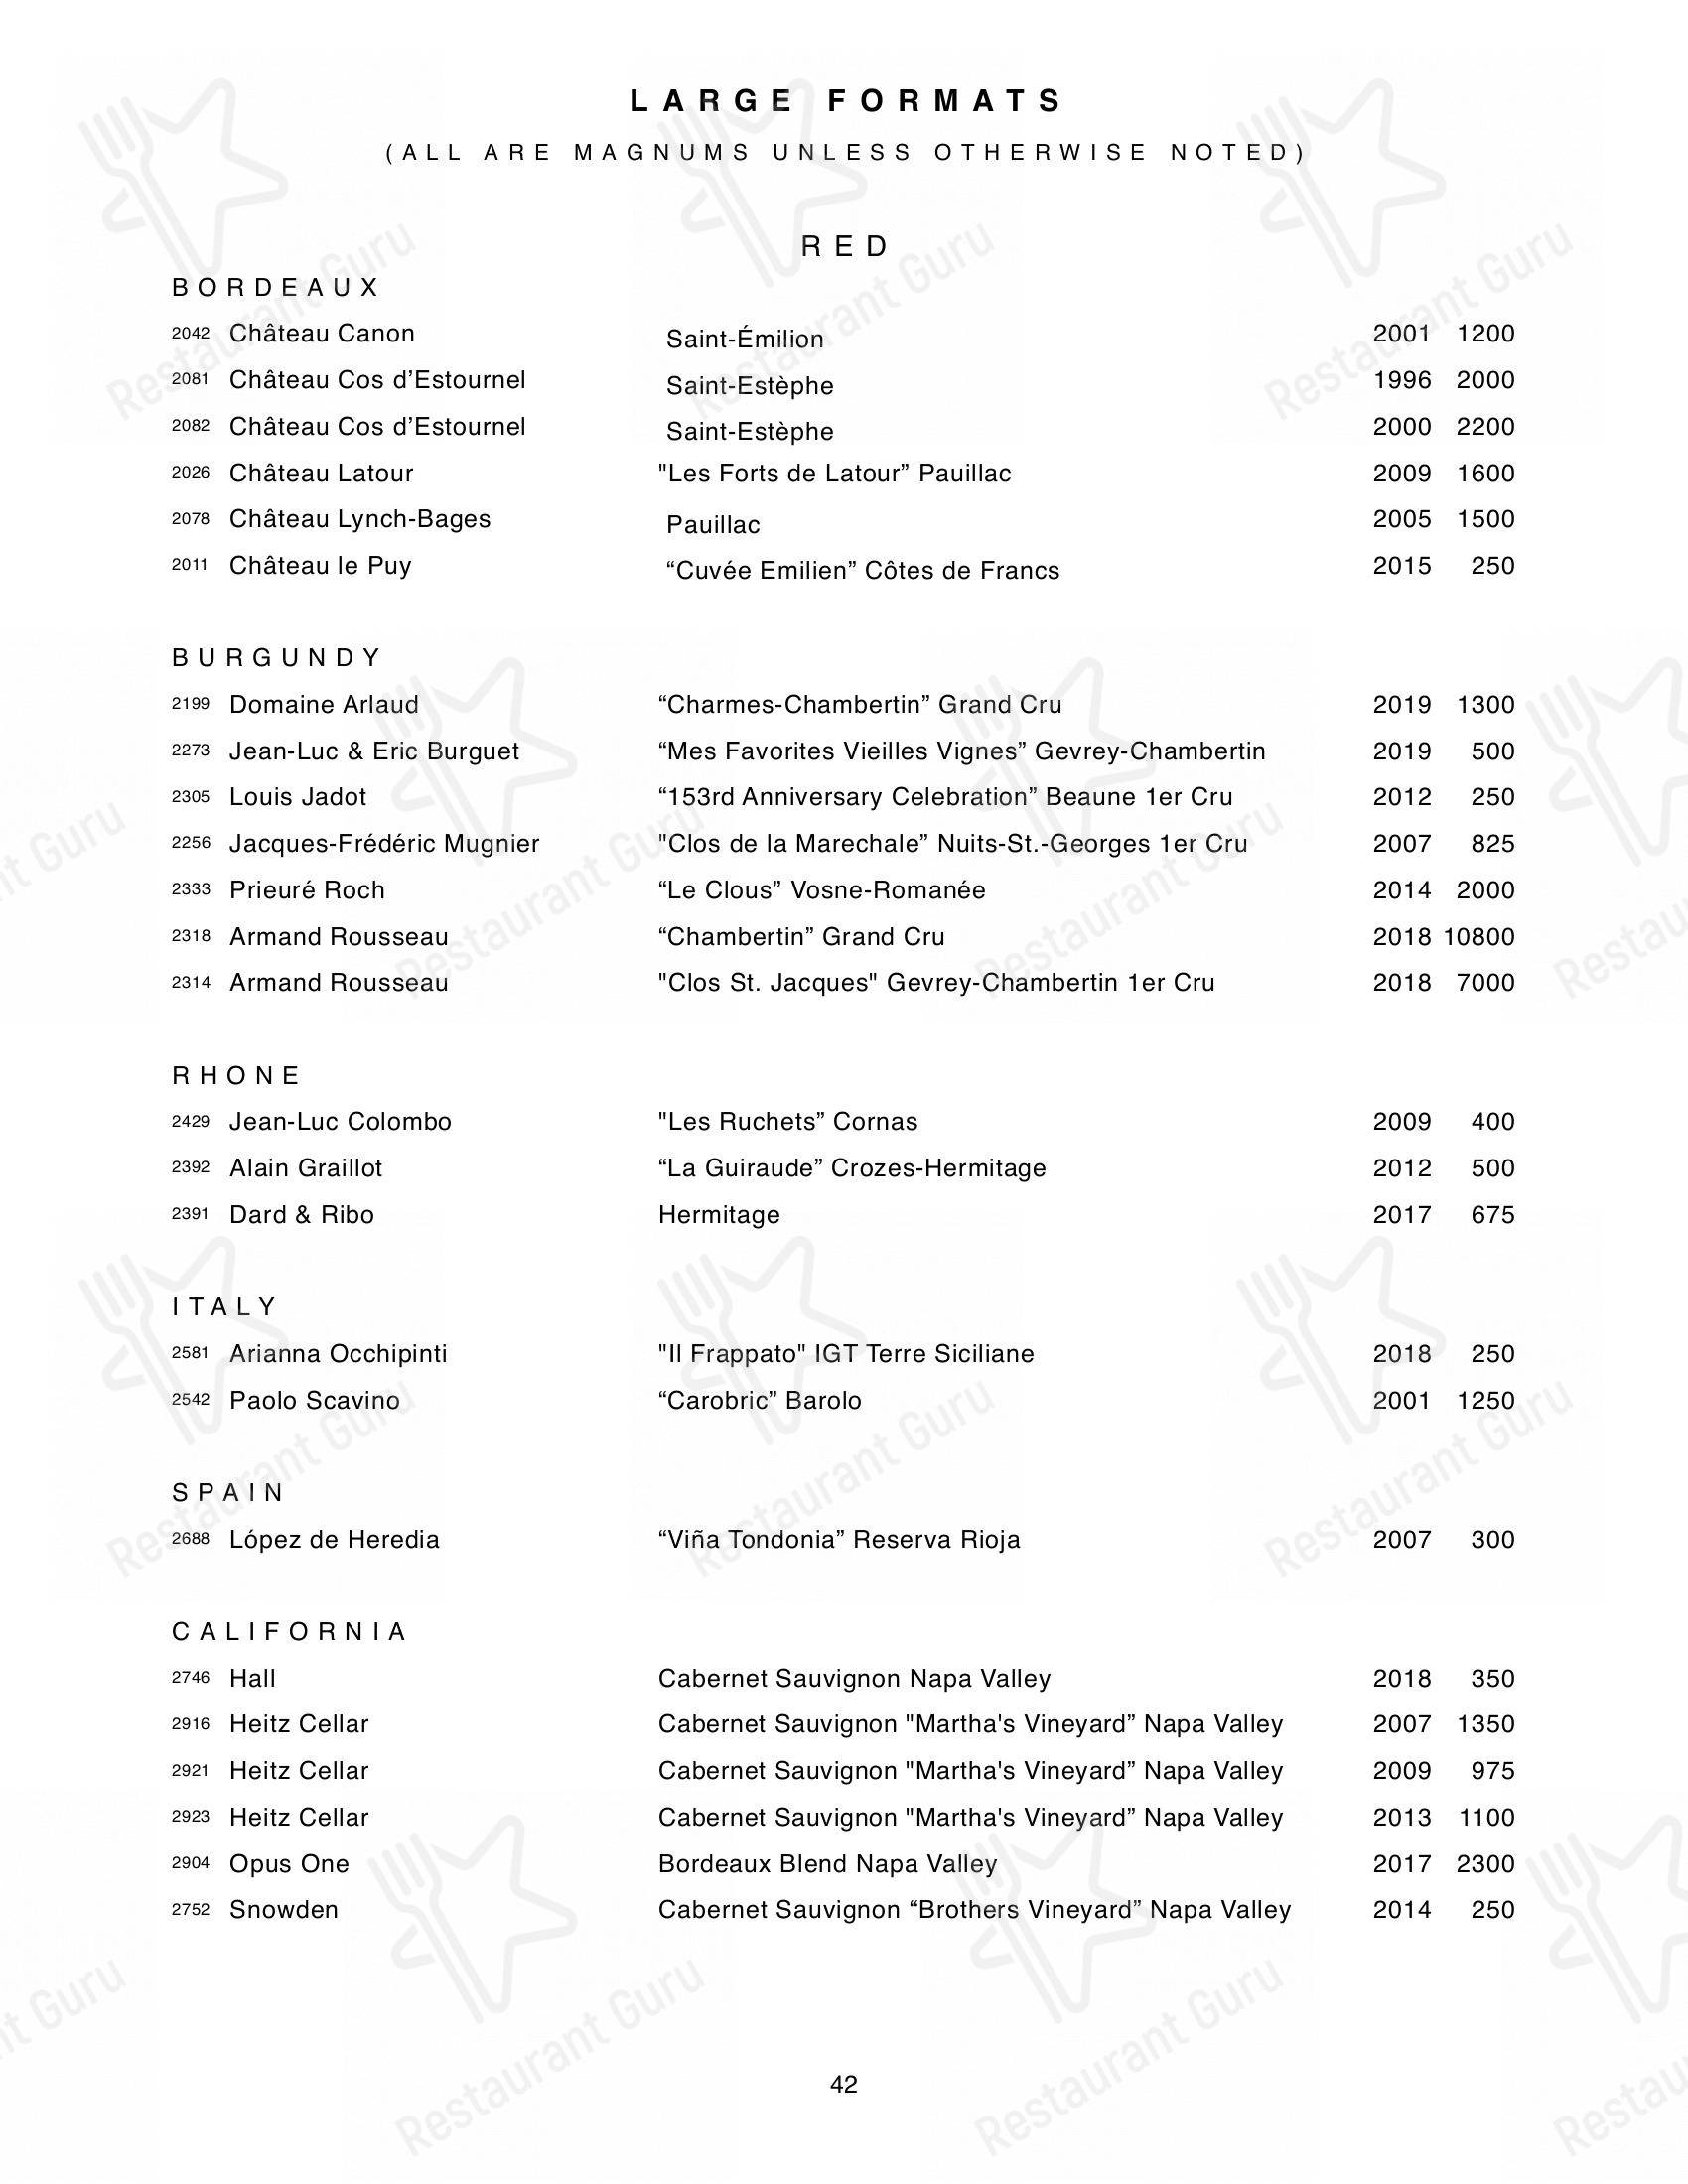 LARGE FORMATS
(ALL ARE MAGNUMS UNLESS OTHERWISE NOTED)
RED
BORDEAUX
2042 Château Canon Saint-Émilion 2001 1200
2081 Château Cos d’Estournel Saint-Estèphe 1996 2000
2082 Château Cos d’Estournel Saint-Estèphe 2000 2200
2026 Château Latour "Les Forts de Latour” Pauillac 2009 1600
2078 Château Lynch-Bages Pauillac 2005 1500
2011 Château le Puy “Cuvée Emilien” Côtes de Francs 2015 250
BURGUNDY
2199 Domaine Arlaud “Charmes-Chambertin” Grand Cru 2019 1300
2273 Jean-Luc & Eric Burguet “Mes Favorites Vieilles Vignes” Gevrey-Chambertin 2019 500
2305 Louis Jadot “153rd Anniversary Celebration” Beaune 1er Cru 2012 250
2256 Jacques-Frédéric Mugnier "Clos de la Marechale” Nuits-St.-Georges 1er Cru 2007 825
2333 Prieuré Roch “Le Clous” Vosne-Romanée 2014 2000
2318 Armand Rousseau “Chambertin” Grand Cru 2018 10800
2314 Armand Rousseau "Clos St. Jacques" Gevrey-Chambertin 1er Cru 2018 7000
RHONE
2429 Jean-Luc Colombo "Les Ruchets” Cornas 2009 400
2392 Alain Graillot “La Guiraude” Crozes-Hermitage 2012 500
2391 Dard & Ribo Hermitage 2017 675
ITALY
2581 Arianna Occhipinti "Il Frappato" IGT Terre Siciliane 2018 250
2542 Paolo Scavino “Carobric” Barolo 2001 1250
SPAIN
2688 López de Heredia “Viña Tondonia” Reserva Rioja 2007 300
CALIFORNIA
2746 Hall Cabernet Sauvignon Napa Valley 2018 350
2916 Heitz Cellar Cabernet Sauvignon "Martha's Vineyard” Napa Valley 2007 1350
2921 Heitz Cellar Cabernet Sauvignon "Martha's Vineyard” Napa Valley 2009 975
2923 Heitz Cellar Cabernet Sauvignon "Martha's Vineyard” Napa Valley 2013 1100
2904 Opus One Bordeaux Blend Napa Valley 2017 2300
2752 Snowden Cabernet Sauvignon “Brothers Vineyard” Napa Valley 2014 250
42
Restaurant Guru